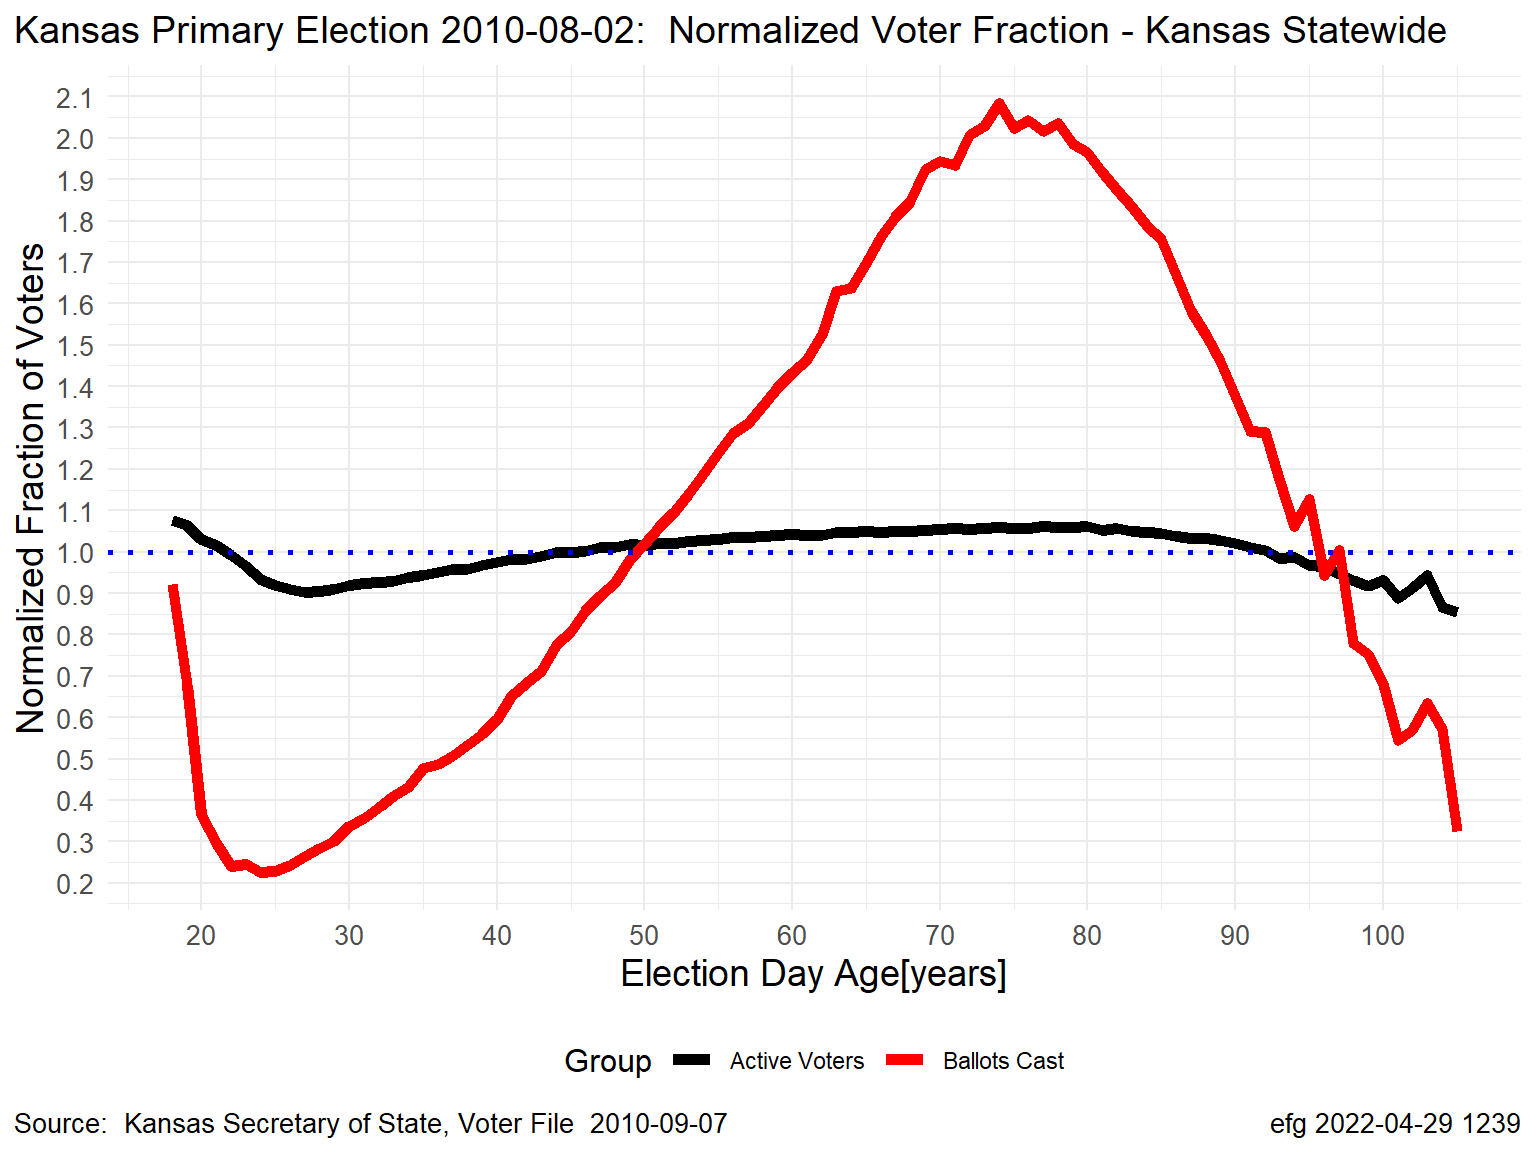 Kansas Primary Election 2010-08-02:  Normalized Voter Fraction - Kansas Statewide
Normalized Fraction of Voters
2.1
2.0
1.9
1.8
1.7
1.6
1.5
1.4
1.3
1.2
1.1
1.0
0.9
0.8
0.7
0.6
0.5
0.4
0.3
0.2
20 30 40 50 60 70 80 90 100
Election Day Age[years]
Group Active Voters Ballots Cast
Source:  Kansas Secretary of State, Voter File  2010-09-07
efg 2022-04-29 1239